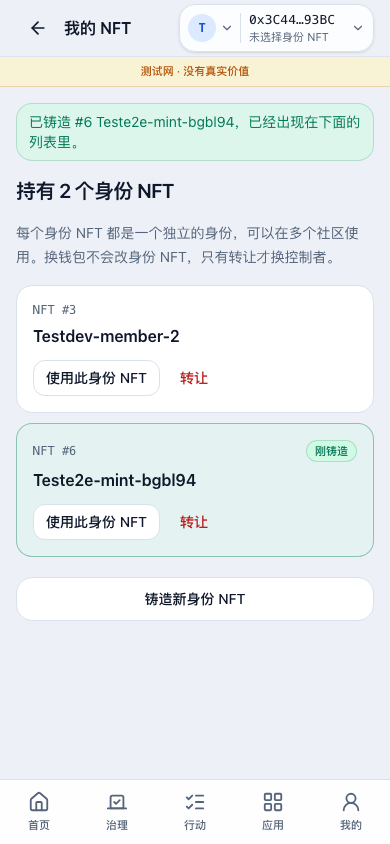 我的 NFT
T
0x3C44…93BC
未选择身份 NFT
测试网 · 没有真实价值
已铸造 #6 Teste2e-mint-bgbl94，已经出现在下面的
列表里。
持有 2 个身份 NFT
每个身份 NFT 都是一个独立的身份，可以在多个社区使
用。换钱包不会改身份 NFT，只有转让才换控制者。
NFT #3
Testdev-member-2
使用此身份 NFT
转让
NFT #6
刚铸造
Teste2e-mint-bgbl94
使用此身份 NFT
转让
铸造新身份 NFT
首页
治理
行动
应用
我的